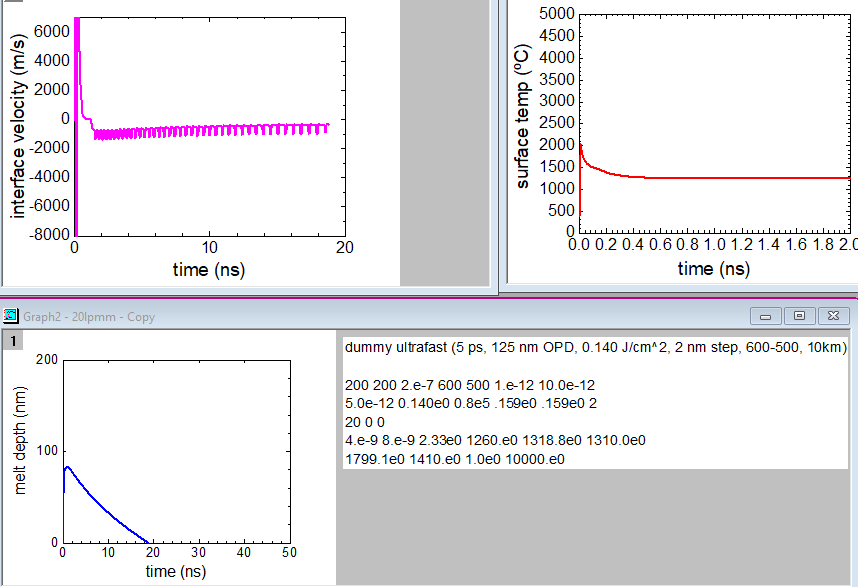 6000
4000
2000
0
-2000
-4000
-6000
-8000
interface velocity (m/s)
0
10
20
time (ns)
5000
4500
4000
3500
3000
2500
2000
1500
1000
500
0
surface temp (ºC)
0.0 0.2 0.4 0.6 0.8 1.0 1.2 1.4 1.6 1.8 2.0
time (ns)
Graph2 - 20lpmm - Copy
1
200
100
0
melt depth (nm)
0 10 20 30 40 50
time (ns)
dummy ultrafast (5 ps, 125 nm OPD, 0.140 J/cm^2, 2 nm step, 600-500, 10km)
200 200 2.e-7 600 500 1.e-12 10.0e-12
5.0e-12 0.140e0 0.8e5 .159e0 .159e0 2
20 0 0
4.e-9 8.e-9 2.33e0 1260.e0 1318.8e0 1310.0e0
1799.1e0 1410.e0 1.0e0 10000.e0